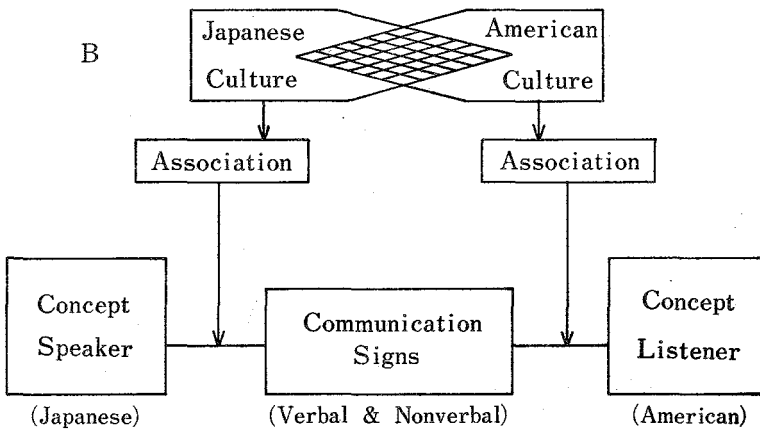 B
Japanese
Culture
American
Culture
Association
Association
Concept
Speaker
(Japanese)
Communication
Signs
(Verbal & Nonverbal)
Concept
Listener
(American)